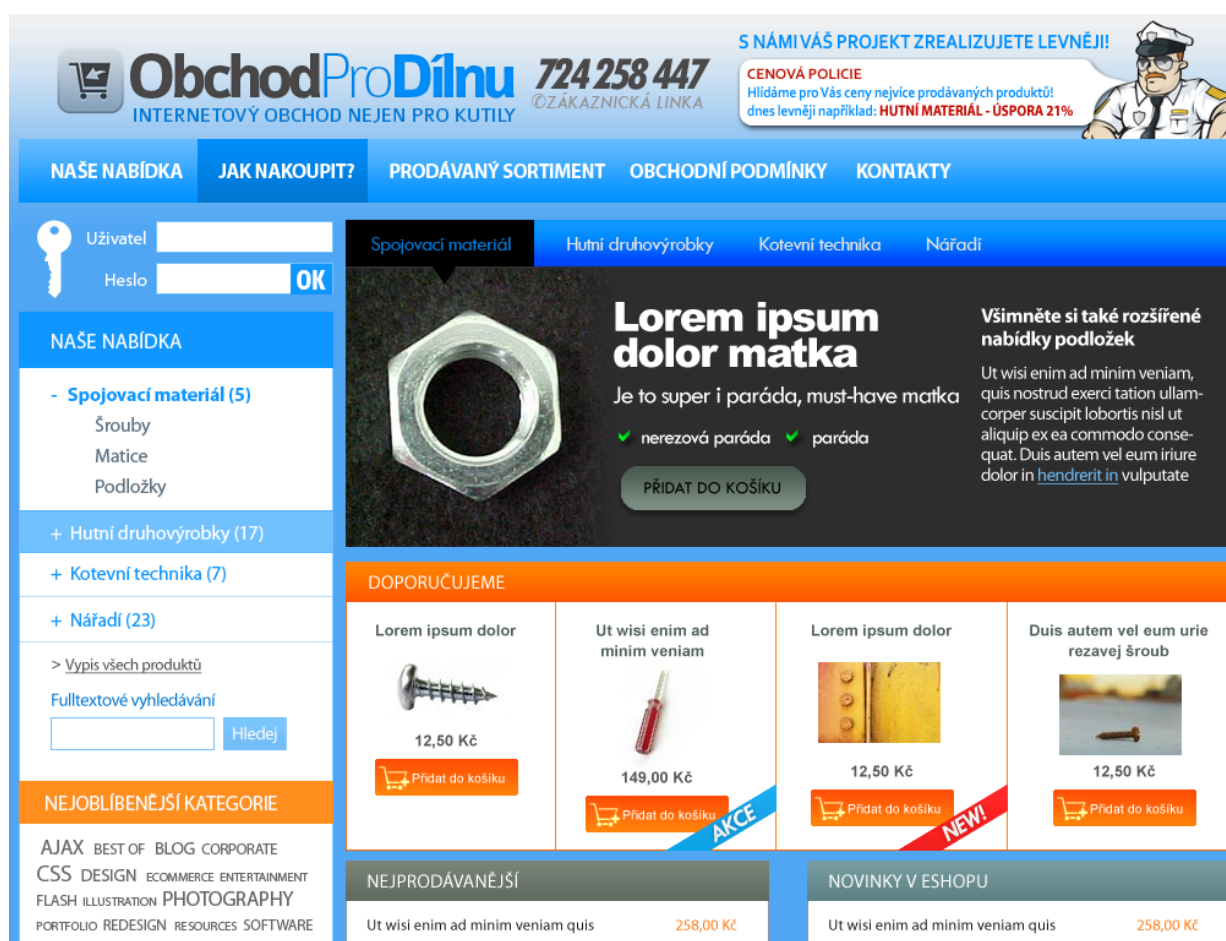 ObchodProDílnu
INTERNETOVÝ OBCHOD NEJEN PRO KUTILY
724 258 447
✆ZÁKAZNICKÁ LINKA
S NÁMI VÁŠ PROJEKT ZREALIZUJETE LEVNĚJI!
CENOVÁ POLICIE
Hlídáme pro Vás ceny nejvíce prodávaných produktů!
dnes levněji například: HUTNÍ MATERIÁL - ÚSPORA 21%
NAŠE NABÍDKA
JAK NAKOUPIT?
PRODÁVANÝ SORTIMENT
OBCHODNÍ PODMÍNKY
KONTAKTY
Uživatel
Heslo
OK
NAŠE NABÍDKA
- Spojovací materiál (5)
Šrouby
Matice
Podložky
+ Hutní druhovýrobky (17)
+ Kotevní technika (7)
+ Nářadí (23)
> Vypis všech produktů
Fulltextové vyhledávání
Hledej
NEJOBLÍBENĚJŠÍ KATEGORIE
AJAX BEST OF BLOG CORPORATE
CSS DESIGN ECOMMERCE ENTERTAINMENT
FLASH ILLUSTRATION PHOTOGRAPHY
PORTFOLIO REDESIGN RESOURCES SOFTWARE
Spojovací materiál
Hutní druhovýrobky
Kotevní technika
Nářadí
Lorem ipsum
dolor matka
Je to super i paráda, must-have matka
nerezová paráda
paráda
PŘIDAT DO KOŠÍKU
Všimněte si také rozšířené
nabídky podložek
Ut wisi enim ad minim veniam,
quis nostrud exerci tation ullam-
corper suscipit lobortis nisl ut
aliquip ex ea commodo conse-
quat. Duis autem vel eum iriure
dolor in hendrerit in vulputate
DOPORUČUJEME
Lorem ipsum dolor
12,50 Kč
Přidat do košíku
Ut wisi enim ad
minim veniam
149,00 Kč
Přidat do košíku
AKCE
Lorem ipsum dolor
12,50 Kč
Přidat do košíku
NEW!
Duis autem vel eum urie
rezavej šroub
12,50 Kč
Přidat do košíku
NEJPRODÁVANĚJŠÍ
Ut wisi enim ad minim veniam quis
258,00 Kč
NOVINKY V ESHOPU
Ut wisi enim ad minim veniam quis
258,00 Kč